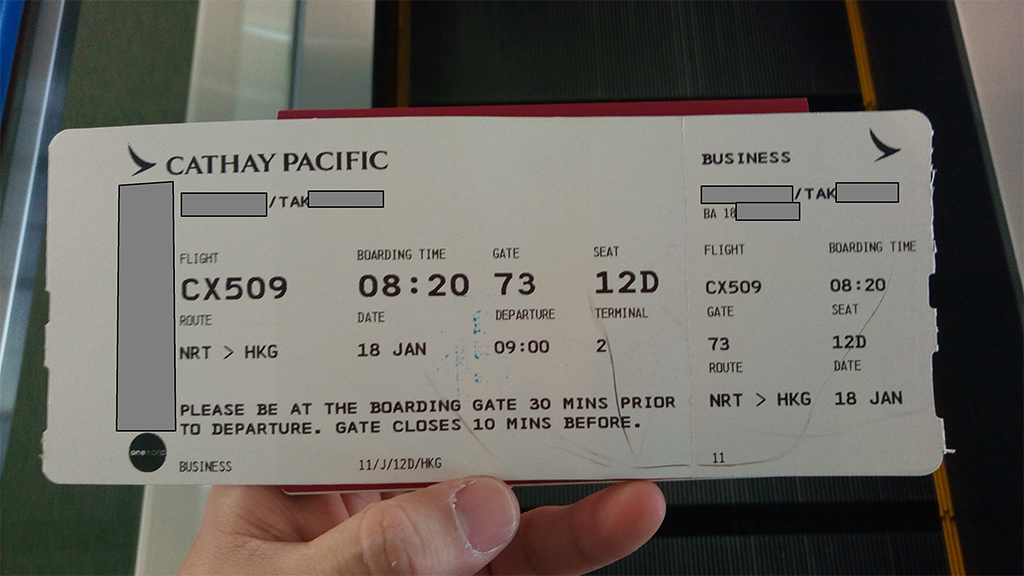 CATHAY PACIFIC
/TAK
FLIGHT BOARDING TIME GATE SEAT
CX509 08:20 73 12D
ROUTE DATE DEPARTURE TERMINAL
NRT > HKG 18 JAN 09:00 2
PLEASE BE AT THE BOARDING GATE 30 MINS PRIOR
TO DEPARTURE. GATE CLOSES 10 MINS BEFORE.
oneworld
BUSINESS 11/J/12D/HKG
BUSINESS
/TAK
BA 18
FLIGHT BOARDING TIME
CX509 08:20
GATE SEAT
73 12D
ROUTE DATE
NRT > HKG 18 JAN
11